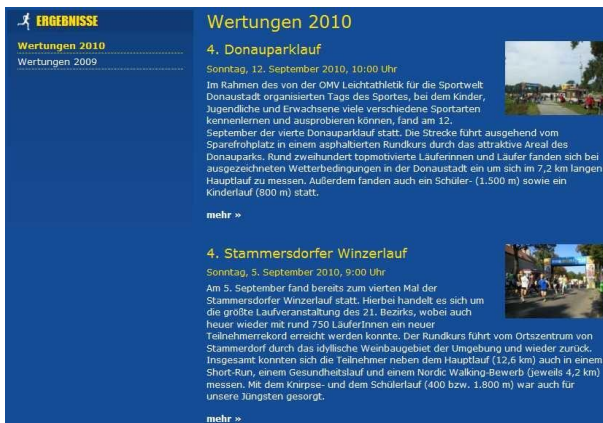 ERGEBNISSE
Wertungen 2010
Wertungen 2009
Wertungen 2010
4. Donauparklauf
Sonntag, 12. September 2010, 10:00 Uhr
Im Rahmen des von der OMV Leichtathletik für die Sportwelt
Donaustadt organisierten Tags des Sportes, bei dem Kinder,
Jugendliche und Erwachsene viele verschiedene Sportarten
kennenlernen und ausprobieren können, fand am 12.
September der vierte Donauparklauf statt. Die Strecke führt ausgehend vom
Sparefrohplatz in einem asphaltierten Rundkurs durch das attraktive Areal des
Donauparks. Rund zweihundert topmotivierte Läuferinnen und Läufer fanden sich bei
ausgezeichneten Wetterbedingungen in der Donaustadt ein um sich im 7,2 km langen
Hauptlauf zu messen. Außerdem fanden auch ein Schüler- (1.500 m) sowie ein
Kinderlauf (800 m) statt.
mehr »
4. Stammersdorfer Winzerlauf
Sonntag, 5. September 2010, 9:00 Uhr
Am 5. September fand bereits zum vierten Mal der
Stammersdorfer Winzerlauf statt. Hierbei handelt es sich um
die größte Laufveranstaltung des 21. Bezirks, wobei auch
heuer wieder mit rund 750 LäuferInnen ein neuer
Teilnehmerrekord erreicht werden konnte. Der Rundkurs führt vom Ortszentrum von
Stammerdorf durch das idyllische Weinbaugebiet der Umgebung und wieder zurück.
Insgesamt konnten sich die Teilnehmer neben dem Hauptlauf (12,6 km) auch in einem
Short-Run, einem Gesundheitslauf und einem Nordic Walking-Bewerb (jeweils 4,2 km)
messen. Mit dem Knirpse- und dem Schülerlauf (400 bzw. 1.800 m) war auch für
unsere Jüngsten gesorgt.
mehr »